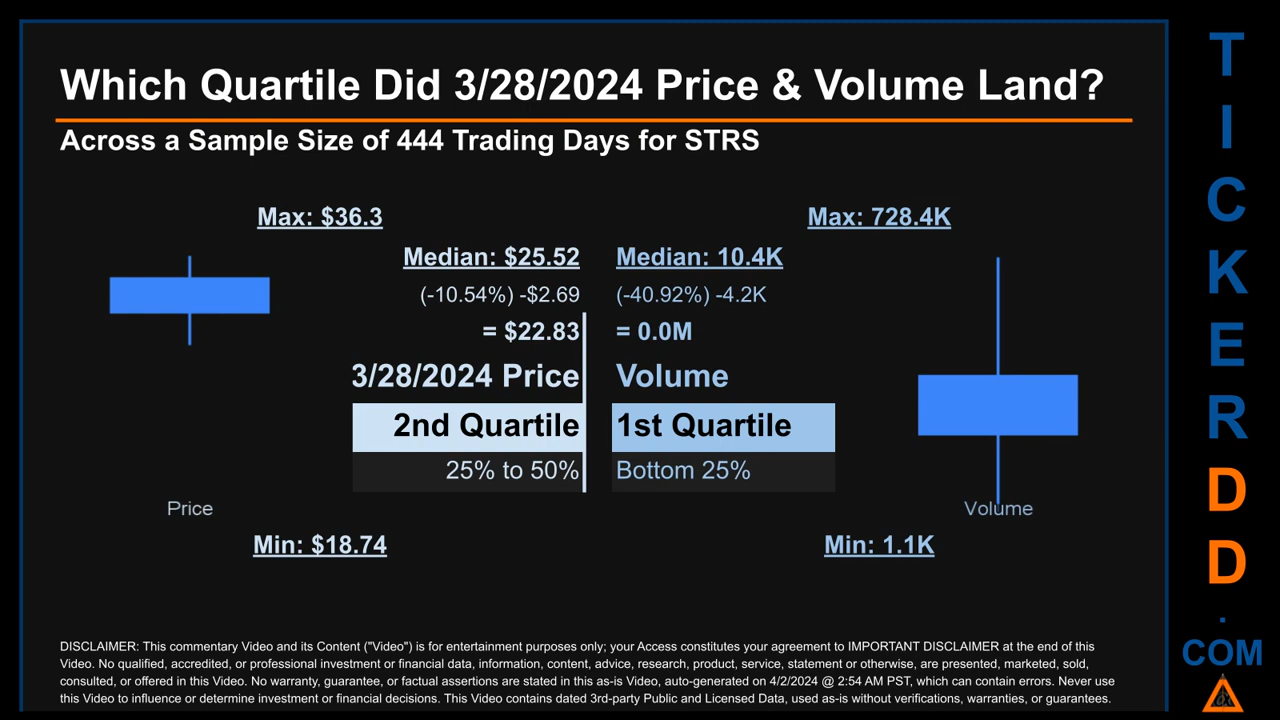 Which Quartile Did 3/28/2024 Price & Volume Land?
Across a Sample Size of 444 Trading Days for STRS
Max: $36.3
Max: 728.4K
Median: $25.52
Median: 10.4K
(-10.54%) -$2.69
(-40.92%) -4.2K
= $22.83
= 0.0M
3/28/2024 Price
Volume
2nd Quartile
1st Quartile
25% to 50%
Bottom 25%
Price
Volume
Min: $18.74
Min: 1.1K
DISCLAIMER: This commentary Video and its Content ("Video") is for entertainment purposes only; your Access constitutes your agreement to IMPORTANT DISCLAIMER at the end of this
Video. No qualified, accredited, or professional investment or financial data, information, content, advice, research, product, service, statement or otherwise, are presented, marketed, sold,
consulted, or offered in this Video. No warranty, guarantee, or factual assertions are stated in this as-is Video, auto-generated on 4/2/2024 @ 2:54 AM PST, which can contain errors. Never use
this Video to influence or determine investment or financial decisions. This Video contains dated 3rd-party Public and Licensed Data, used as-is without verifications, warranties, or guarantees.
TICKERDD
.
COM